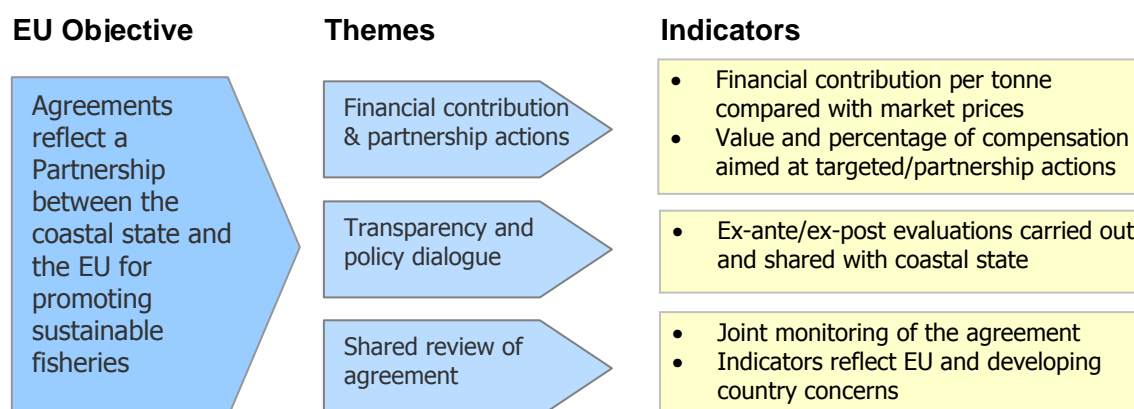 EU Objective
Themes
Indicators
Agreements
reflect a
Partnership
between the
coastal state and
the EU for
promoting
sustainable
fisheries
Financial contribution
& partnership actions
Transparency and
policy dialogue
Shared review of
agreement
• Financial contribution per tonne
compared with market prices
• Value and percentage of compensation
aimed at targeted/partnership actions
• Ex-ante/ex-post evaluations carried out
and shared with coastal state
• Joint monitoring of the agreement
• Indicators reflect EU and developing
country concerns